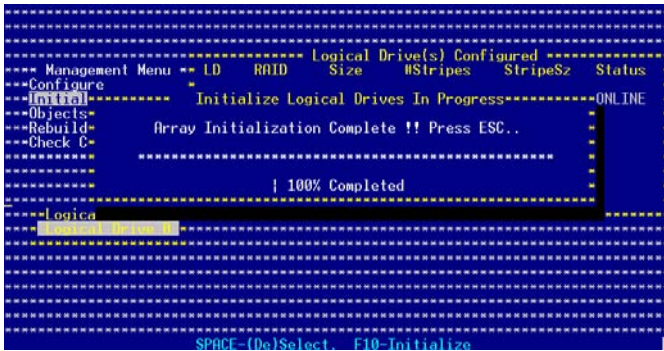 Logical Drive(s) Configured
Management Menu LD RAID Size #Stripes StripeSz Status
Configure
Initial Initialize Logical Drives In Progress ONLINE
Objects
Rebuild Array Initialization Complete !! Press ESC..
Check C
| 100% Completed
Logica
Logical Drive 0
SPACE-(De)Select, F10-Initialize